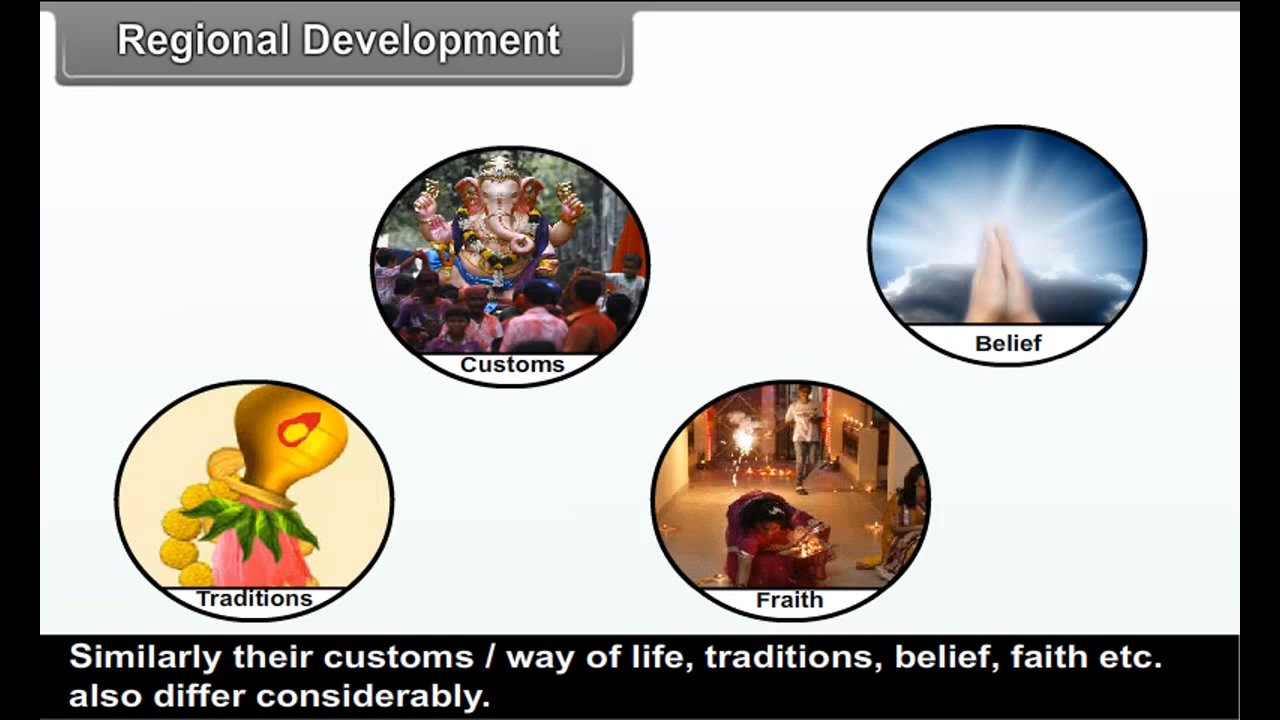 Regional Development
Customs
Belief
Traditions
Fraith
Similarly their customs / way of life, traditions, belief, faith etc.
also differ considerably.